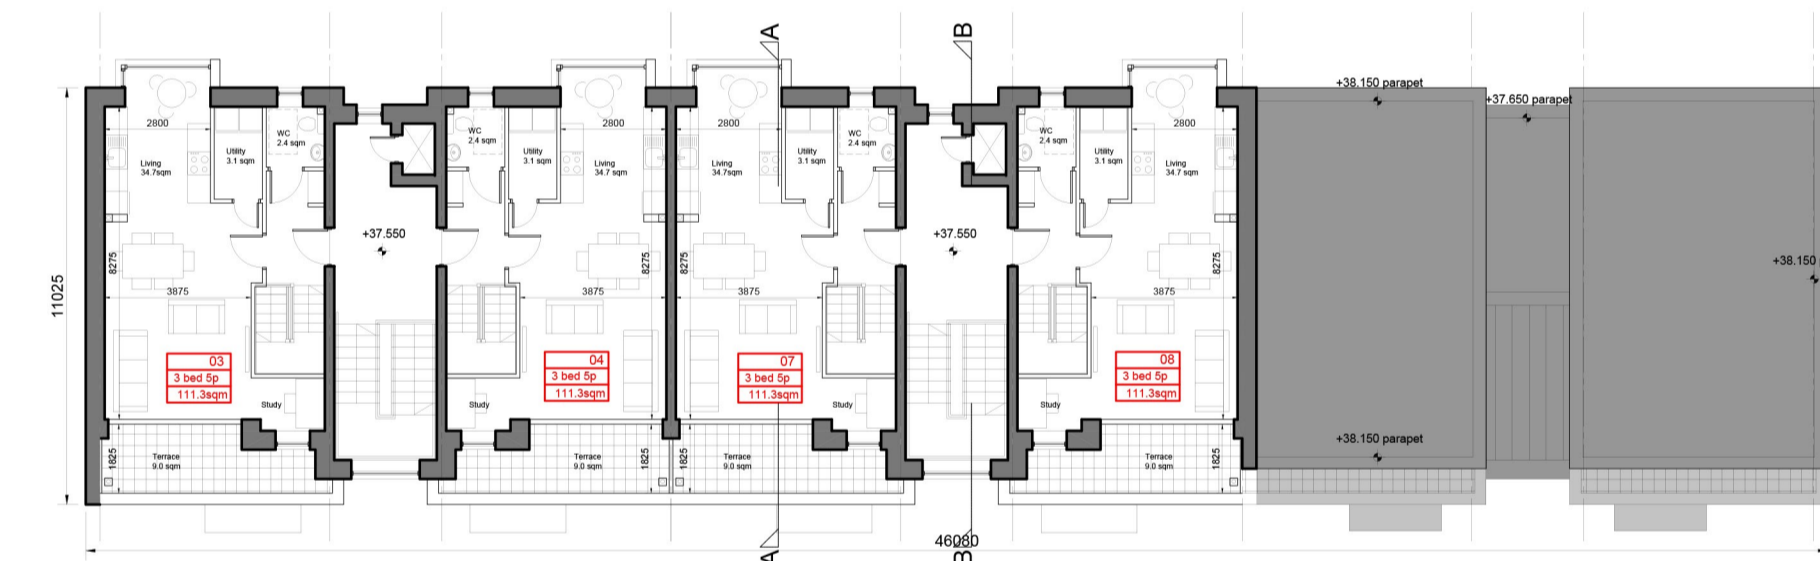 A
B
+38.150 parapet
+37.650 parapet
2800
2800
2800
2800
WC
2.4 sqm
WC
2.4 sqm
WC
2.4 sqm
WC
2.4 sqm
Utility
3.1 sqm
Utility
3.1 sqm
Utility
3.1 sqm
Utility
3.1 sqm
Living
34.7sqm
Living
34.7 sqm
Living
34.7sqm
Living
34.7 sqm
+37.550
+37.550
+38.150
8275
8275
8275
8275
11025
3875
3875
3875
3875
03
3 bed 5p
111.3sqm
04
3 bed 5p
111.3sqm
07
3 bed 5p
111.3sqm
08
3 bed 5p
111.3sqm
Study
Study
Study
Study
+38.150 parapet
Terrace
9.0 sqm
Terrace
9.0 sqm
Terrace
9.0 sqm
Terrace
9.0 sqm
1825
1825
1825
1825
46080
A
B